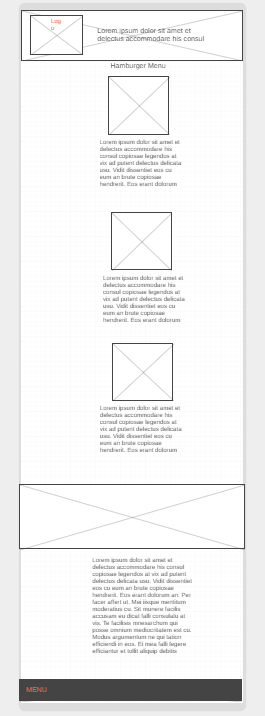 Log
o
Lorem ipsum dolor sit amet et
delectus accommodare his consul
Hamburger Menu
Lorem ipsum dolor sit amet et
delectus accommodare his
consul copiosae legendos at
vix ad putent delectus delicata
usu. Vidit dissentiet eos cu
eum an brute copiosae
hendrerit. Eos erant dolorum
Lorem ipsum dolor sit amet et
delectus accommodare his
consul copiosae legendos at
vix ad putent delectus delicata
usu. Vidit dissentiet eos cu
eum an brute copiosae
hendrerit. Eos erant dolorum
Lorem ipsum dolor sit amet et
delectus accommodare his
consul copiosae legendos at
vix ad putent delectus delicata
usu. Vidit dissentiet eos cu
eum an brute copiosae
hendrerit. Eos erant dolorum
Lorem ipsum dolor sit amet et
delectus accommodare his consul
copiosae legendos at vix ad putent
delectus delicata usu. Vidit dissentiet
eos cu eum an brute copiosae
hendrerit. Eos erant dolorum an. Per
facer affert ut. Mei iisque mentitum
moderatius cu. Sit munere facilis
accusam eu dicat falli consulatu at
vis. Te facilisis mnesarchum qui
posse omnium mediocritatem est cu.
Modus argumentum ne qui tation
efficiendi in eos. Ea falli legere
efficiantur et tollit aliquip debitis
MENU